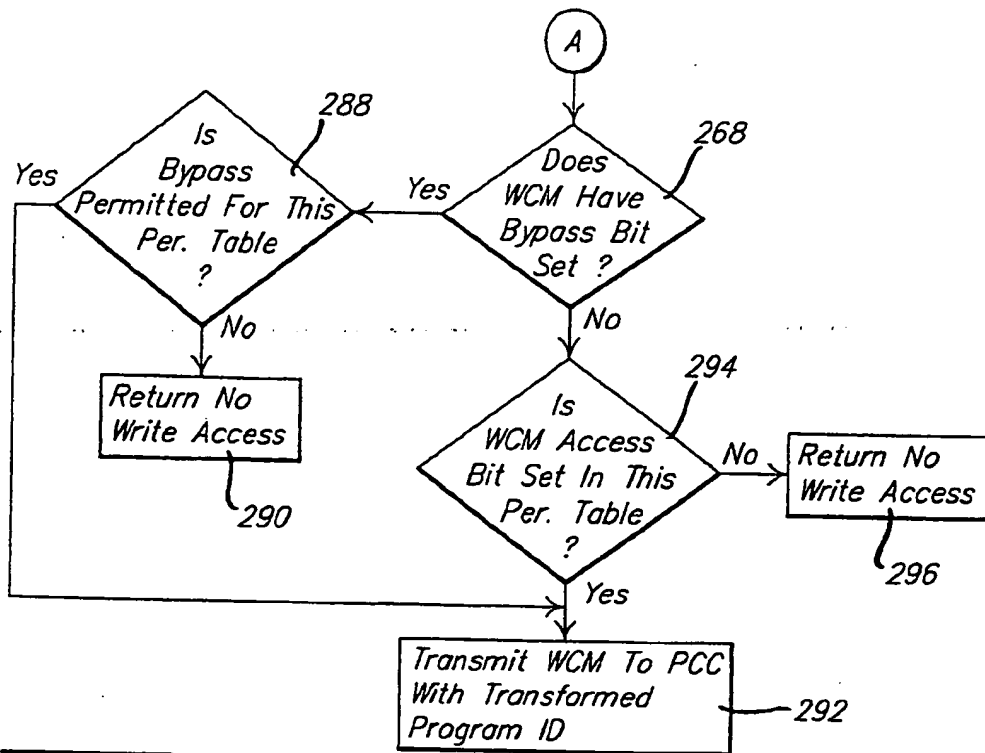 A
288
Is
Bypass
Permitted For This
Per. Table
?
Yes
No
Return No
Write Access
290
268
Does
WCM Have
Bypass Bit
Set ?
Yes
No
294
Is
WCM Access
Bit Set In This
Per. Table
?
No
Return No
Write Access
296
Yes
Transmit WCM To PCC
With Transformed
Program ID
292